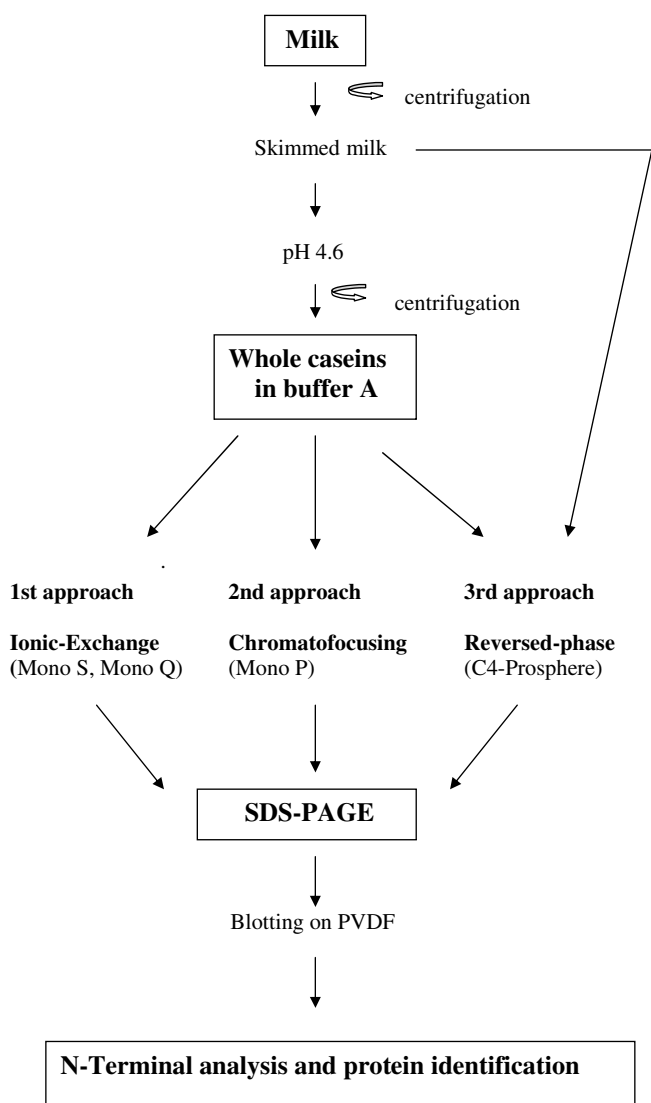 Milk
centrifugation
Skimmed milk
pH 4.6
centrifugation
Whole caseins
in buffer A
1st approach
Ionic-Exchange
(Mono S, Mono Q)
2nd approach
Chromatofocusing
(Mono P)
3rd approach
Reversed-phase
(C4-Prosphere)
SDS-PAGE
Blotting on PVDF
N-Terminal analysis and protein identification